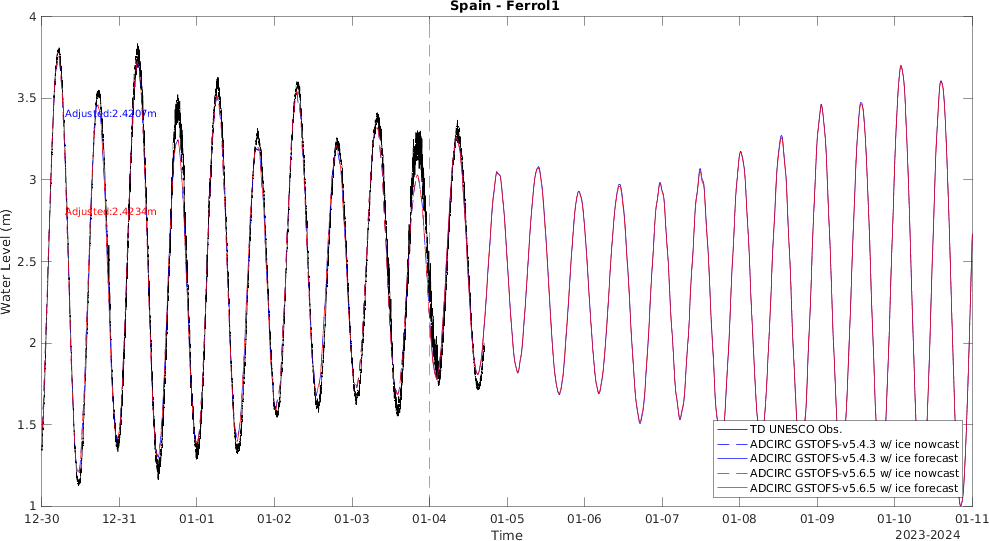 Spain - Ferrol1
Water Level (m)
4
3.5
3
2.5
2
1.5
1
Adjusted:2.4207m
Adjusted:2.4234m
TD UNESCO Obs.
ADCIRC GSTOFS-v5.4.3 w/ ice nowcast
ADCIRC GSTOFS-v5.4.3 w/ ice forecast
ADCIRC GSTOFS-v5.6.5 w/ ice nowcast
ADCIRC GSTOFS-v5.6.5 w/ ice forecast
12-30 12-31 01-01 01-02 01-03 01-04 01-05 01-06 01-07 01-08 01-09 01-10 01-11
Time
2023-2024